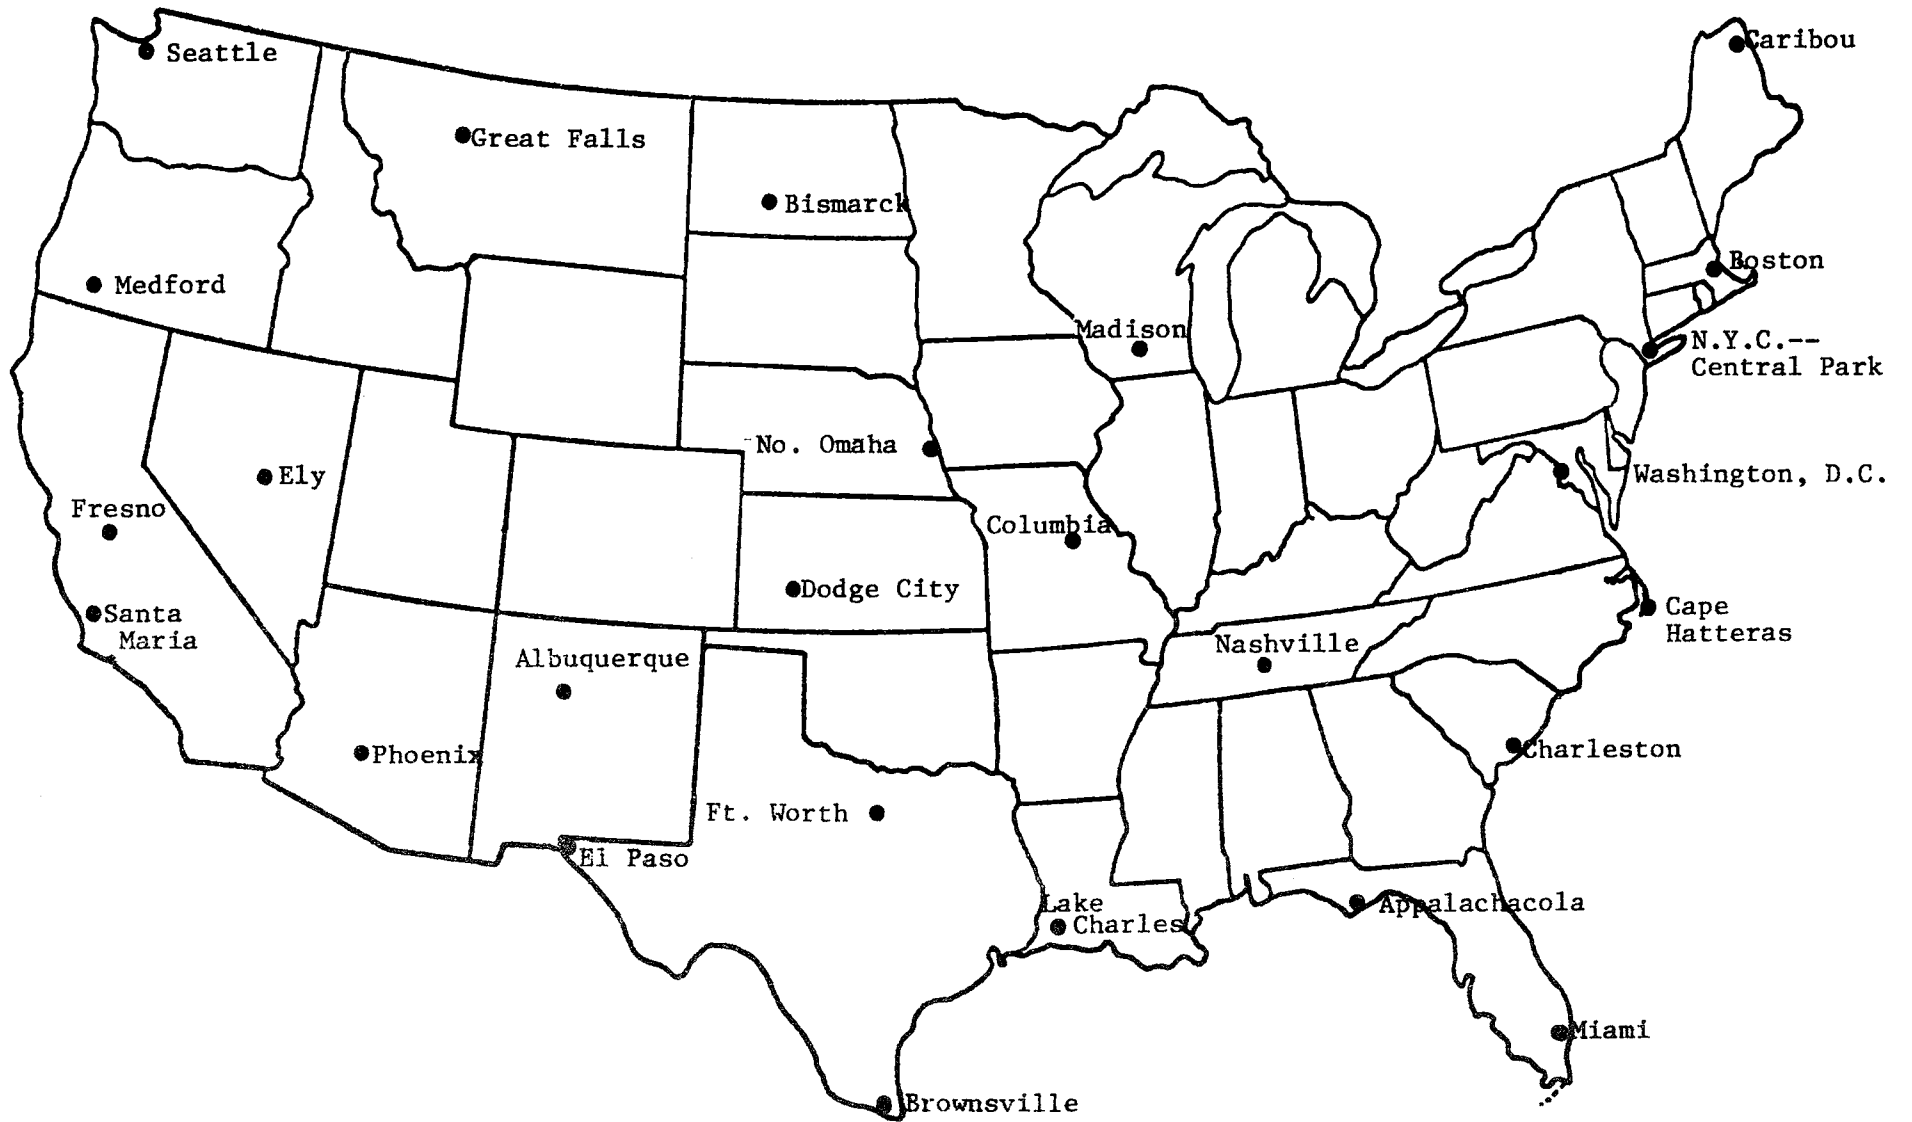 Caribou
Seattle
Great Falls
Bismarck
Boston
Medford
Madison
N.Y.C.--
Central Park
No. Omaha
Ely
Washington, D.C.
Fresno
Columbia
Dodge City
Santa
Maria
Cape
Hatteras
Nashville
Albuquerque
Phoenix
Charleston
Ft. Worth
El Paso
Lake
Charles
Appalachacola
Miami
Brownsville